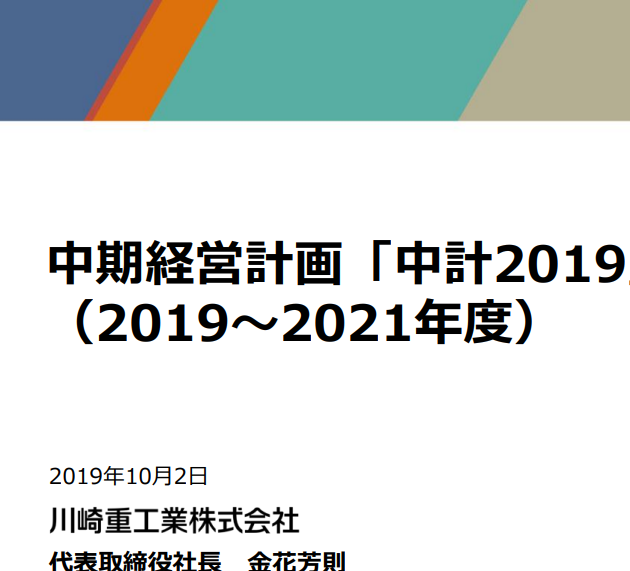 中期経営計画「中計2019」
（2019～2021年度）
2019年10月2日
川崎重工業株式会社
代表取締役社長　金花芳則